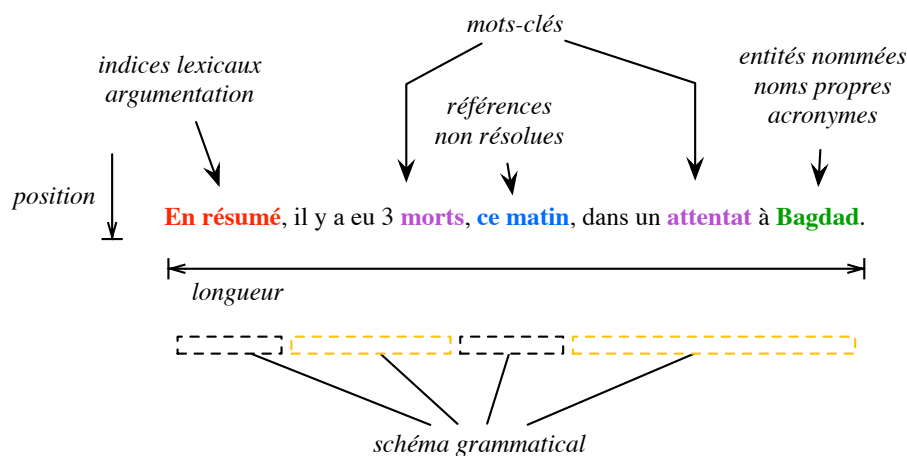 mots-clés
indices lexicaux
argumentation
entités nommées
noms propres
acronymes
références
non résolues
position
En résumé, il y a eu 3 morts, ce matin, dans un attentat à Bagdad.
longueur
schéma grammatical